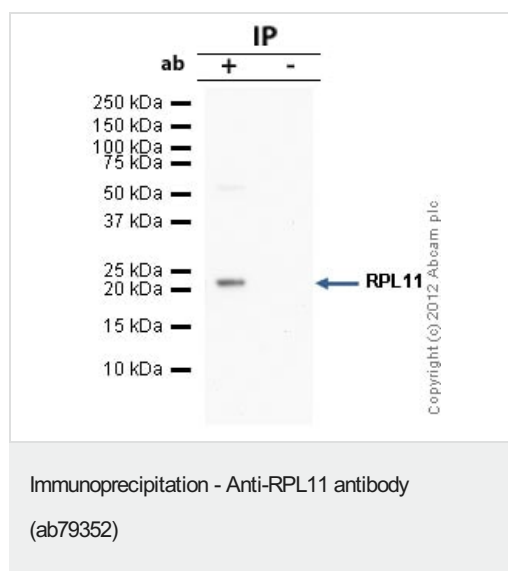 IP
ab + -
250 kDa
150 kDa
100 kDa
75 kDa
50 kDa
37 kDa
25 kDa
20 kDa
RPL11
15 kDa
10 kDa
Copyright (c) 2012 Abcam plc.
Immunoprecipitation - Anti-RPL11 antibody
(ab79352)